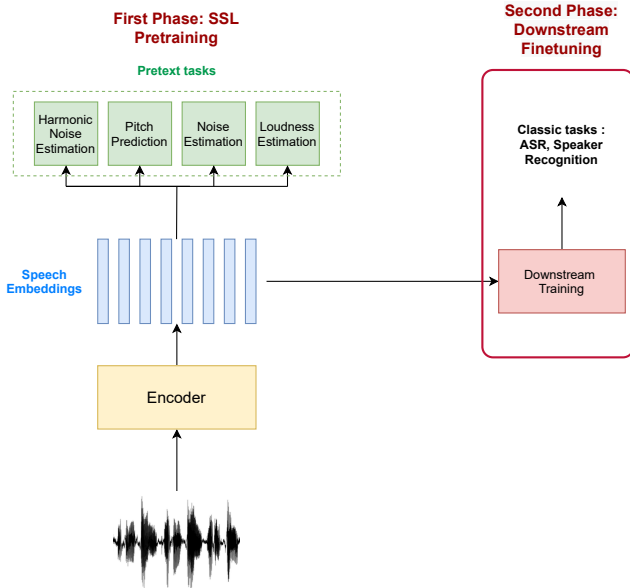 First Phase: SSL
Pretraining
Second Phase:
Downstream
Finetuning
Pretext tasks
Harmonic
Noise
Estimation
Pitch
Prediction
Noise
Estimation
Loudness
Estimation
Classic tasks :
ASR, Speaker
Recognition
Speech
Embeddings
Downstream
Training
Encoder